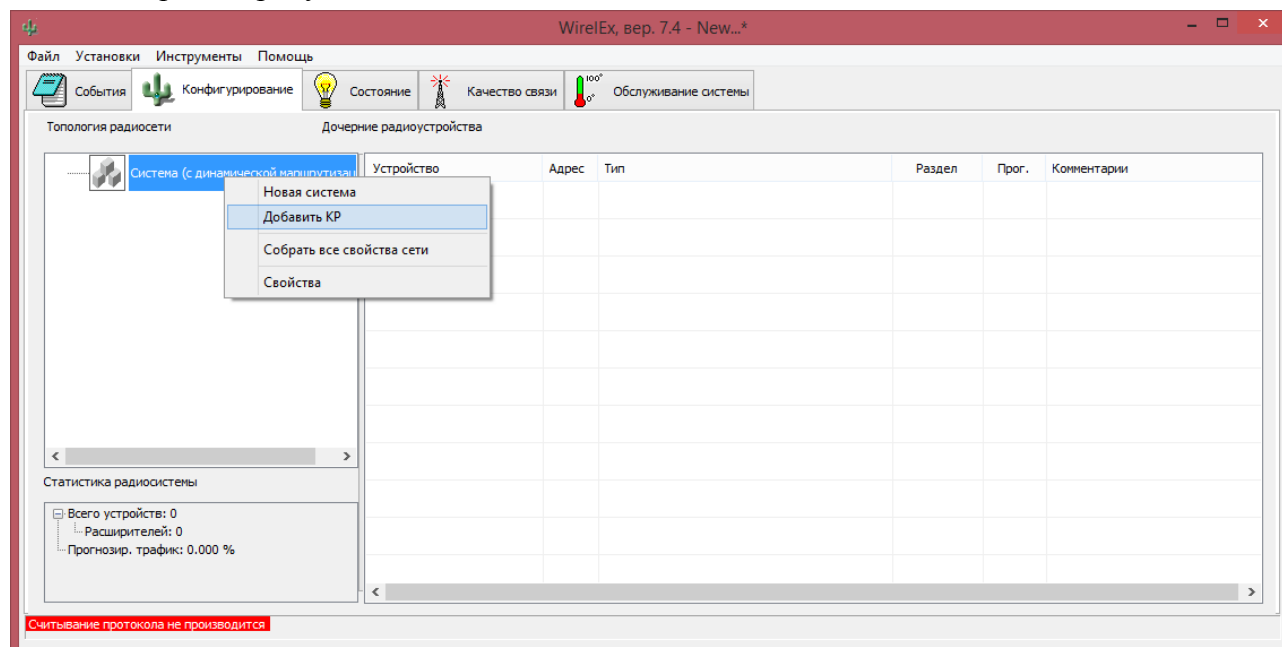 WirelEx, вер. 7.4 - New...*
Файл Установки Инструменты Помощь
События Конфигурирование Состояние Качество связи 100° 0° Обслуживание системы
Топология радиосети Дочерние радиоустройства
Система (с динамической маршрутизац Устройство Адрес Тип Раздел Прог. Комментарии
Новая система
Добавить КР
Собрать все свойства сети
Свойства
Статистика радиосистемы
Всего устройств: 0
Расширителей: 0
Прогнозир. трафик: 0.000 %
Считывание протокола не производится